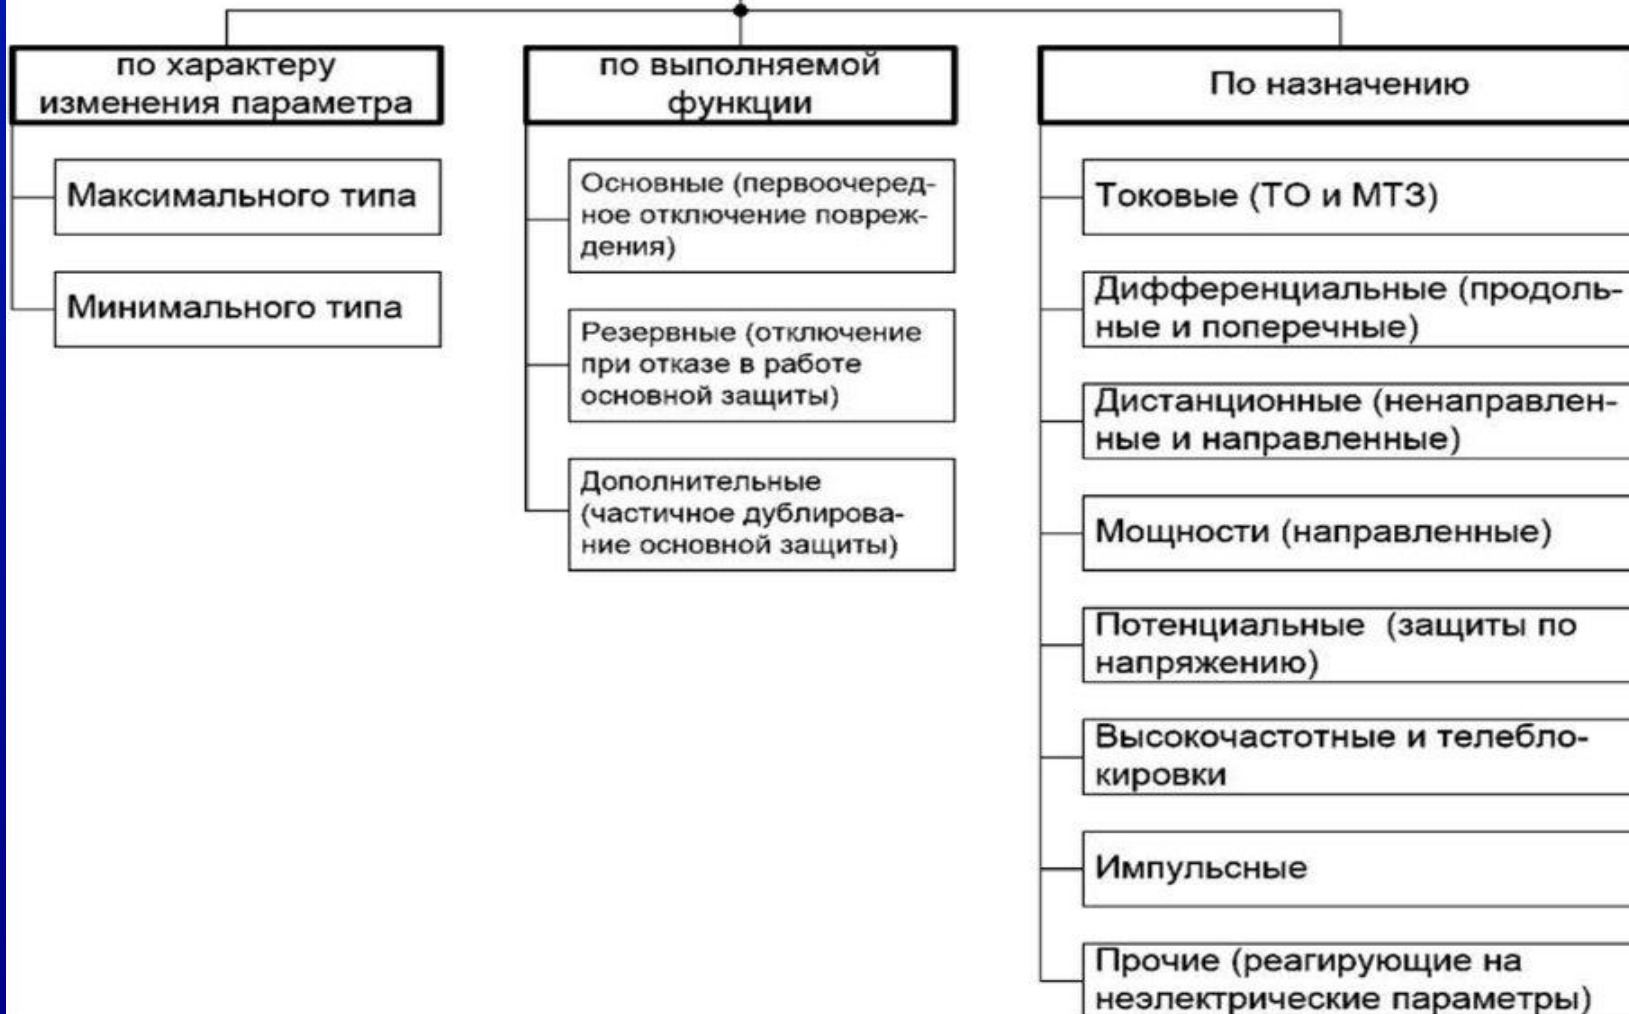 по характеру
изменения параметра
Максимального типа
Минимального типа
по выполняемой
функции
Основные (первоочеред-
ное отключение повреж-
дения)
Резервные (отключение
при отказе в работе
основной защиты)
Дополнительные
(частичное дублирова-
ние основной защиты)
По назначению
Токовые (ТО и МТЗ)
Дифференциальные (продоль-
ные и поперечные)
Дистанционные (ненаправлен-
ные и направленные)
Мощности (направленные)
Потенциальные (защиты по
напряжению)
Высокочастотные и телебло-
кировки
Импульсные
Прочие (реагирующие на
неэлектрические параметры)